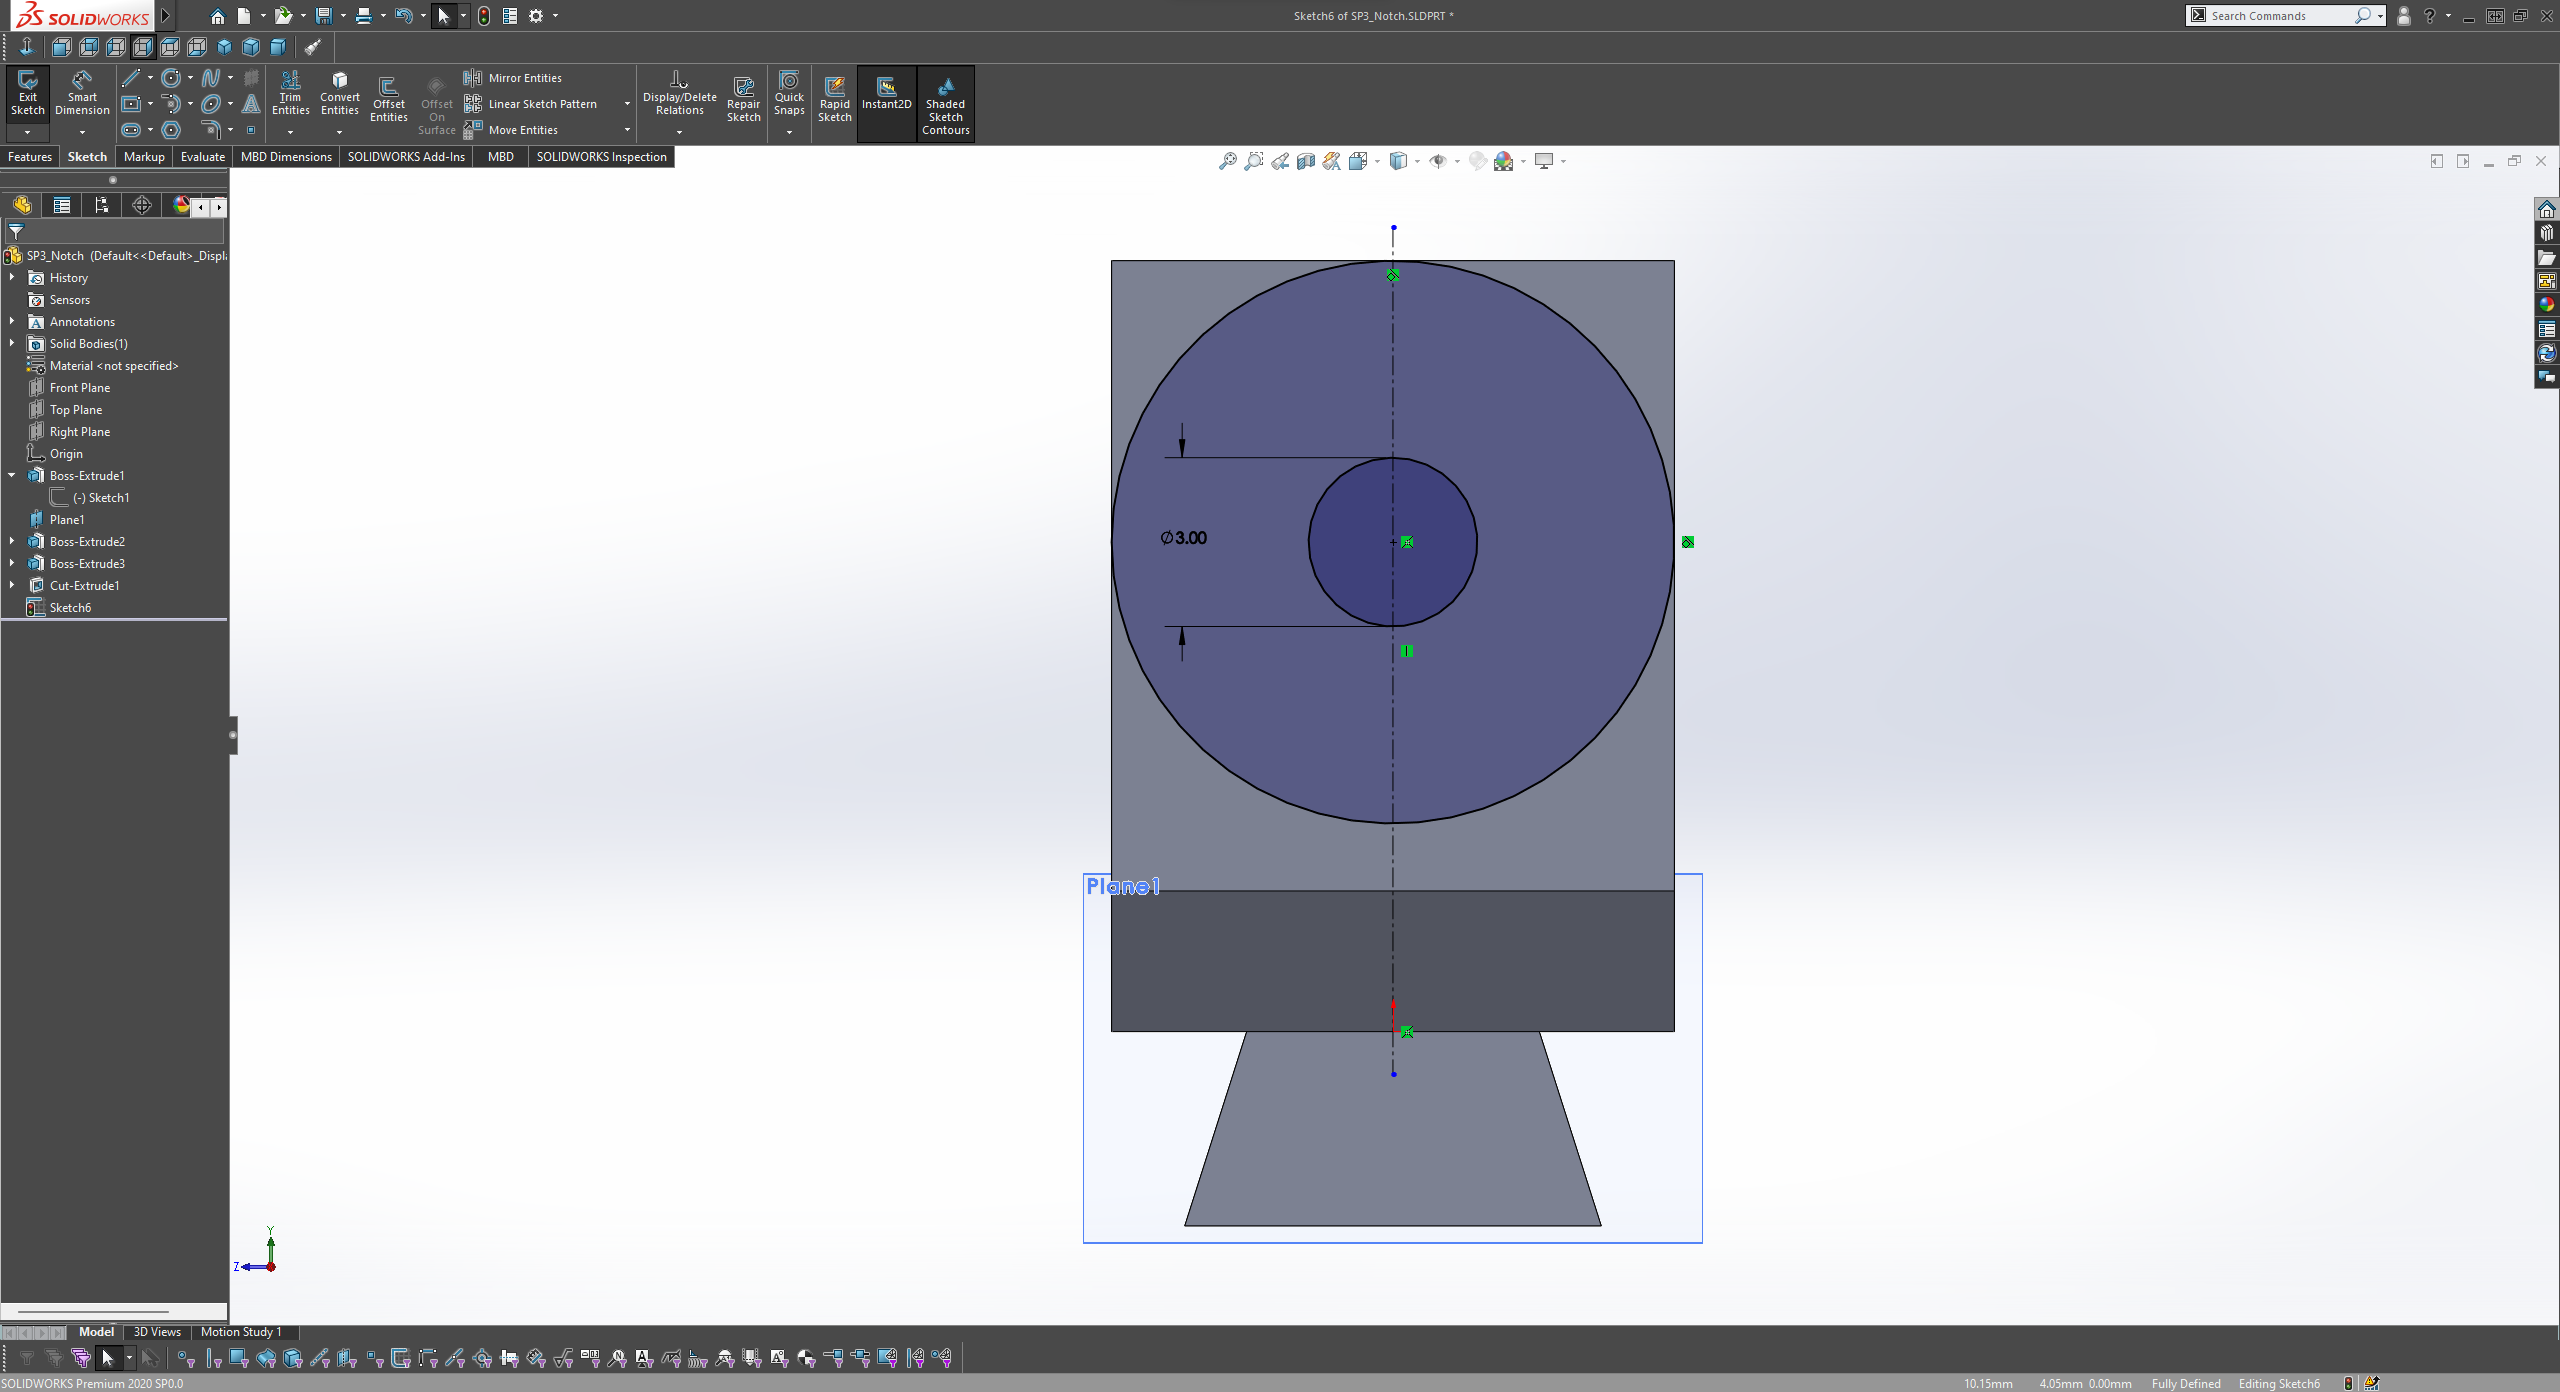 SOLIDWORKS
Sketch6 of SP3_Notch.SLDPRT *
Search Commands
Exit Sketch
Smart Dimension
Trim Entities
Convert Entities
Offset Entities
Offset On Surface
Mirror Entities
Linear Sketch Pattern
Move Entities
Display/Delete Relations
Repair Sketch
Quick Snaps
Rapid Sketch
Instant2D
Shaded Sketch Contours
Features Sketch Markup Evaluate MBD Dimensions SOLIDWORKS Add-Ins MBD SOLIDWORKS Inspection
SP3_Notch (Default<<Default>_Displ
History
Sensors
Annotations
Solid Bodies(1)
Material <not specified>
Front Plane
Top Plane
Right Plane
Origin
Boss-Extrude1
(-) Sketch1
Plane1
Boss-Extrude2
Boss-Extrude3
Cut-Extrude1
Sketch6
∅3.00
Plane1
Y
Z
Model 3D Views Motion Study 1
SOLIDWORKS Premium 2020 SP0.0
10.15mm 4.05mm 0.00mm Fully Defined Editing Sketch6